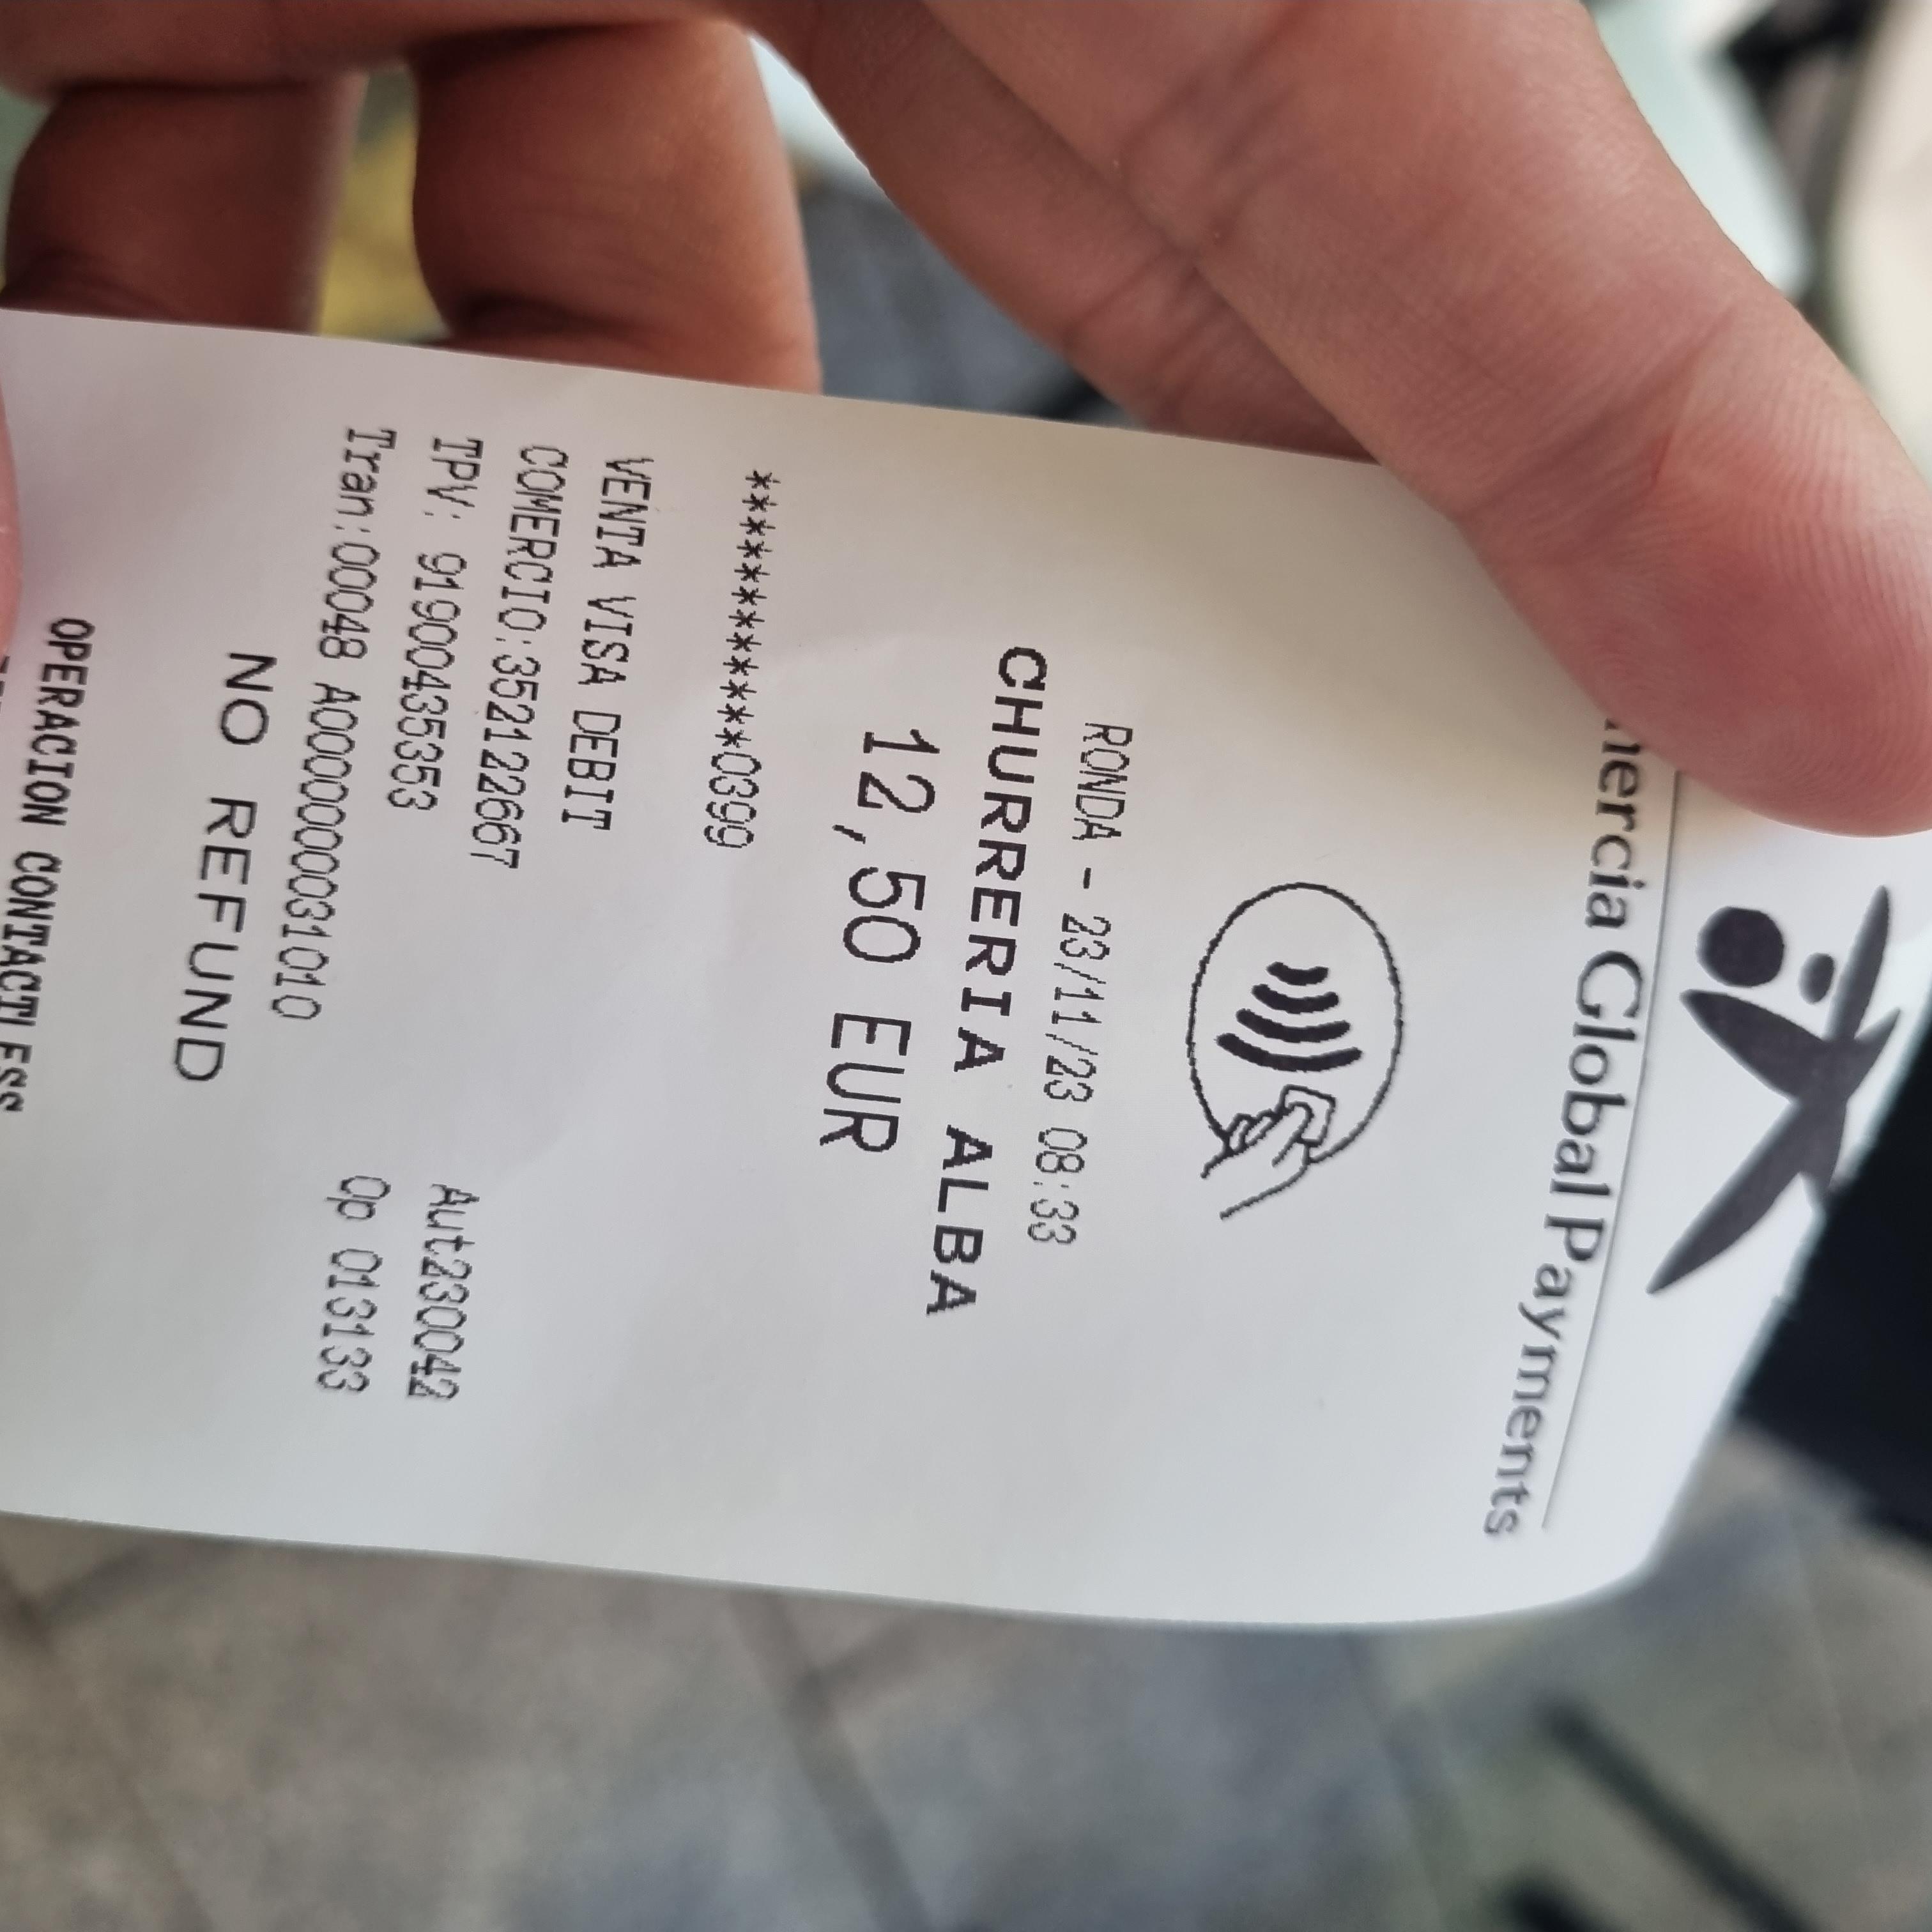 Global Payments
RONDA - 23/11/23 08:33
CHURRERIA ALBA
12,50 EUR
************0399
VENTA VISA DEBIT
COMERCIO:352122667
TPV: 91900435353 Aut230042
Tran:00048 A0000000031010 Op 013133
NO REFUND
OPERACION CONTACTLESS